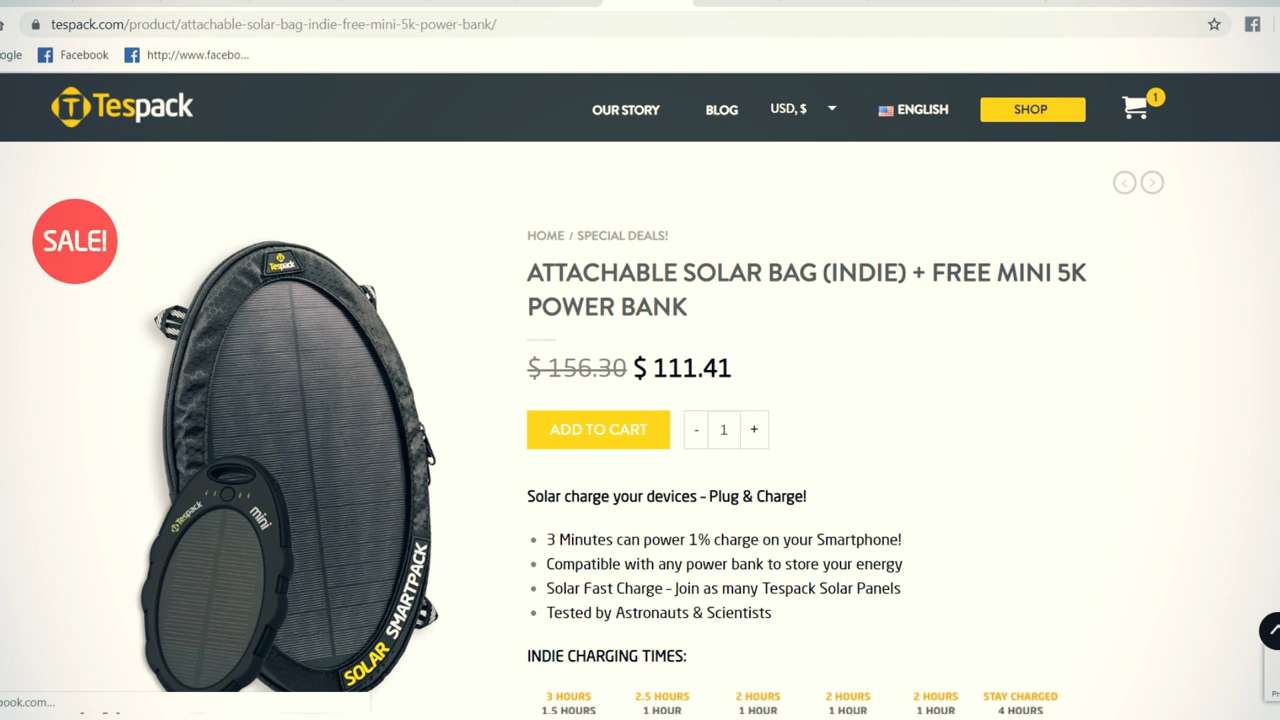 tespack.com/product/attachable-solar-bag-indie-free-mini-5k-power-bank/
ogle Facebook http://www.facebo...
Tespack OUR STORY BLOG USD, $ ENGLISH SHOP 1
SALE!
HOME / SPECIAL DEALS!
ATTACHABLE SOLAR BAG (INDIE) + FREE MINI 5K
POWER BANK
$ 156.30 $ 111.41
ADD TO CART - 1 +
Solar charge your devices – Plug & Charge!
3 Minutes can power 1% charge on your Smartphone!
Compatible with any power bank to store your energy
Solar Fast Charge – Join as many Tespack Solar Panels
Tested by Astronauts & Scientists
INDIE CHARGING TIMES:
3 HOURS 2.5 HOURS 2 HOURS 2 HOURS 2 HOURS STAY CHARGED
1.5 HOURS 1 HOUR 1 HOUR 1 HOUR 1 HOUR 4 HOURS
Tespack
Tespack
mini
SOLAR SMARTPACK
book.com...